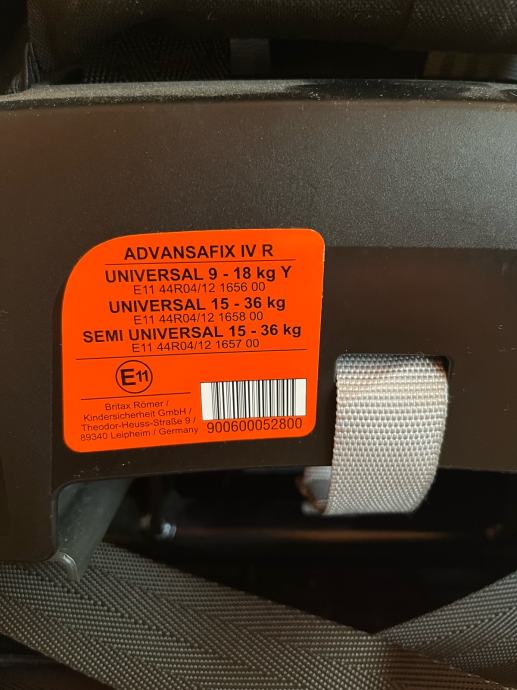 ADVANSAFIX IV R
UNIVERSAL 9 - 18 kg Y
E11 44R04/12 1656 00
UNIVERSAL 15 - 36 kg
E11 44R04/12 1658 00
SEMI UNIVERSAL 15 - 36 kg
E11 44R04/12 1657 00
E11
Britax Römer /
Kindersicherheit GmbH /
Theodor-Heuss-Straße 9 /
89340 Leipheim / Germany
900600052800